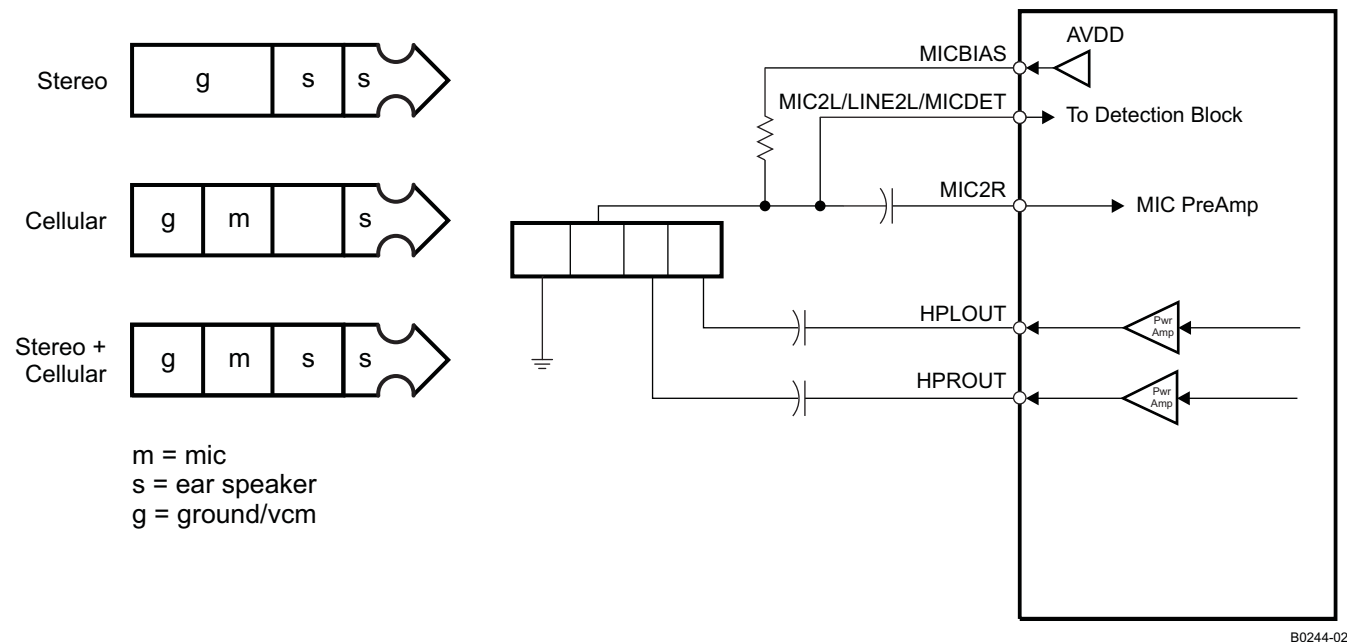 Stereo
g
s
s
Cellular
g
m
s
Stereo +
Cellular
g
m
s
s
m = mic
s = ear speaker
g = ground/vcm
MICBIAS
AVDD
MIC2L/LINE2L/MICDET
To Detection Block
MIC2R
MIC PreAmp
HPLOUT
Pwr
Amp
HPROUT
Pwr
Amp
B0244-02